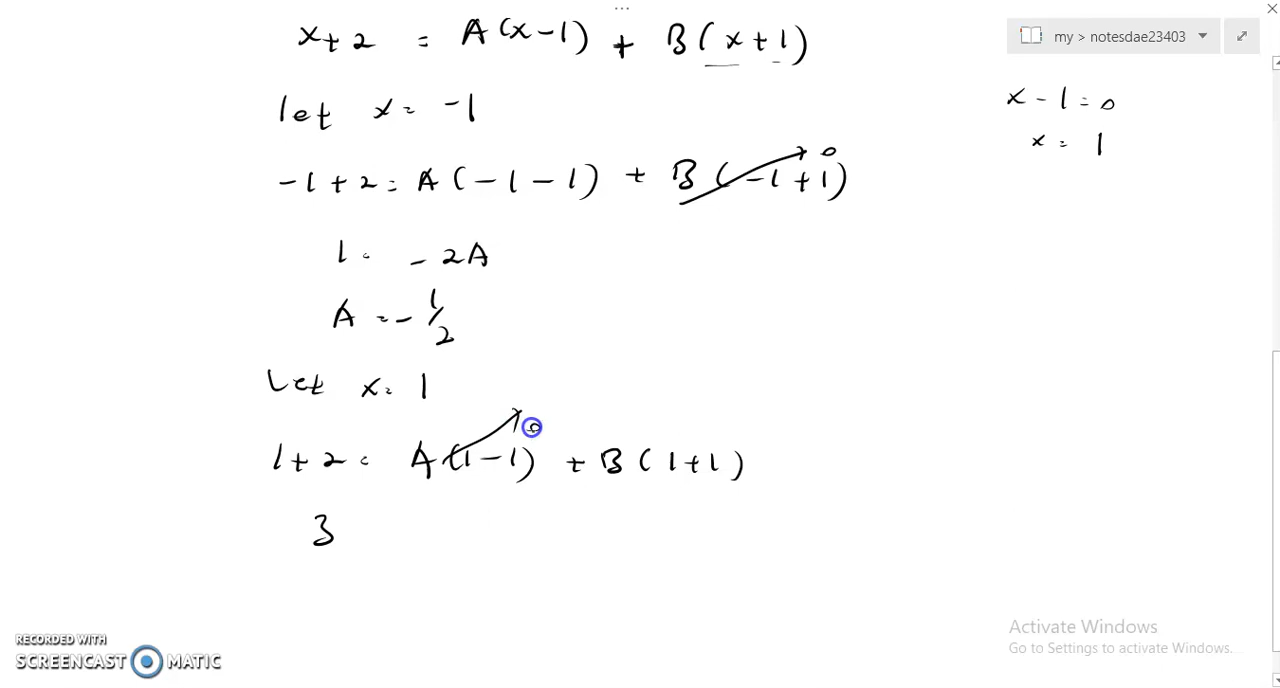 x+2 = A(x-1) + B(x+1)
let x = -1
-1+2 = A(-1-1) + B(-1+1) 0
1 = -2A
A = -1/2
Let x = 1
1+2 = A(1-1) 0 + B(1+1)
3
my > notesdae23403
x-1=0
x = 1
RECORDED WITH
SCREENCAST MATIC
Activate Windows
Go to Settings to activate Windows.